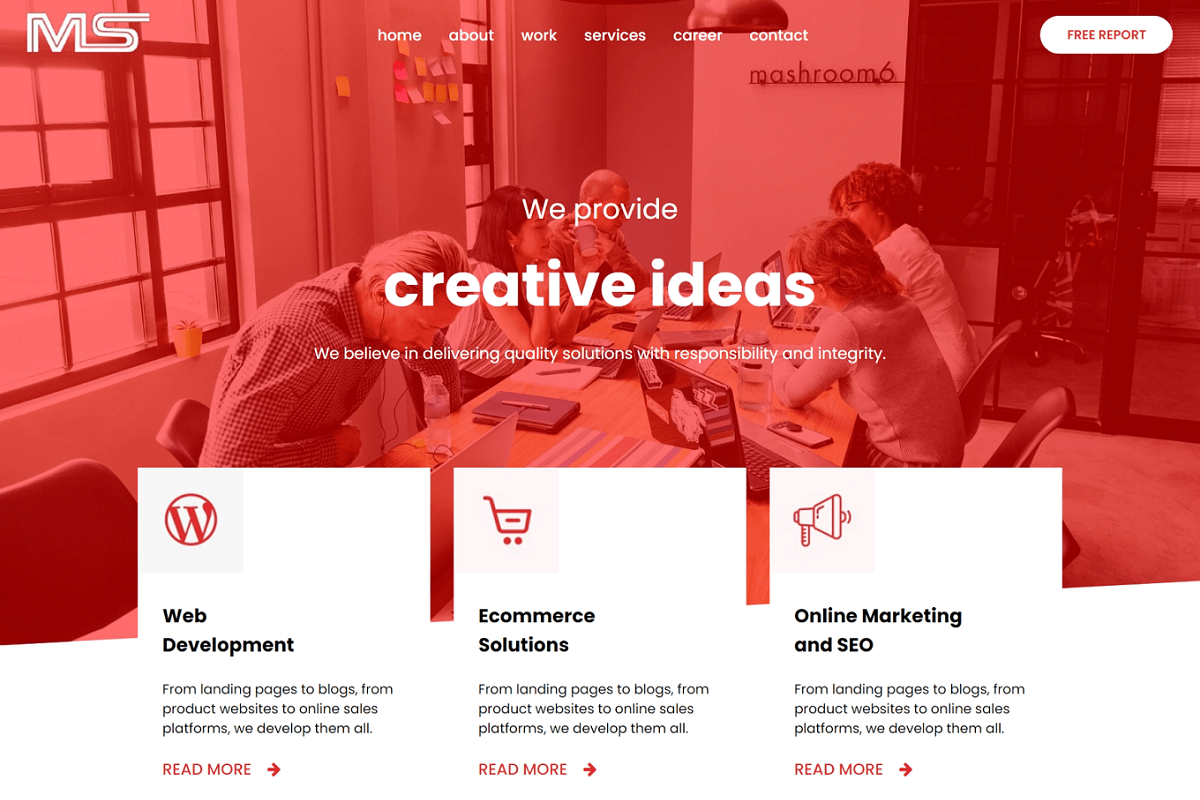 MS
home about work services career contact
FREE REPORT
mashroom6
We provide
creative ideas
We believe in delivering quality solutions with responsibility and integrity.
Web
Development
From landing pages to blogs, from
product websites to online sales
platforms, we develop them all.
READ MORE
Ecommerce
Solutions
From landing pages to blogs, from
product websites to online sales
platforms, we develop them all.
READ MORE
Online Marketing
and SEO
From landing pages to blogs, from
product websites to online sales
platforms, we develop them all.
READ MORE